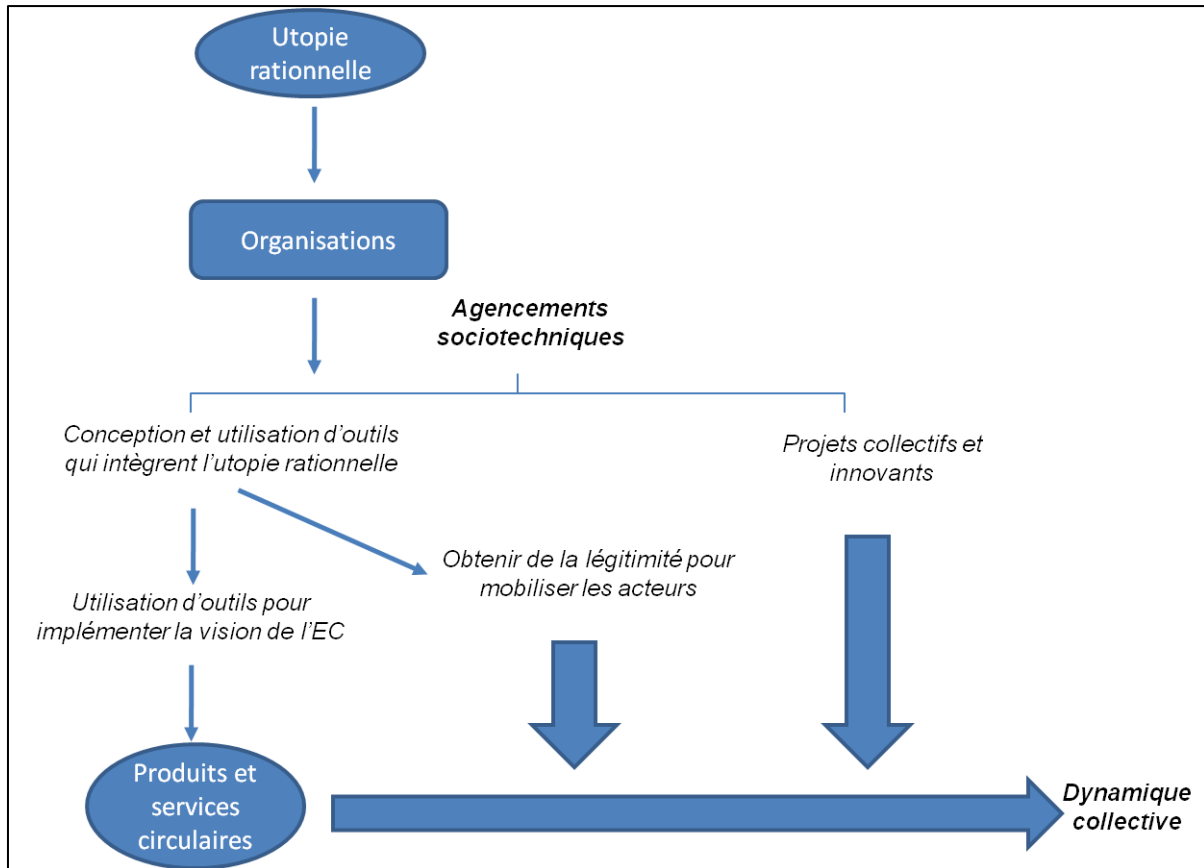 Utopie
rationnelle
Organisations
Agencements
sociotechniques
Conception et utilisation d'outils
qui intègrent l'utopie rationnelle
Projets collectifs et
innovants
Obtenir de la légitimité pour
mobiliser les acteurs
Utilisation d'outils pour
implémenter la vision de l'EC
Produits et
services
circulaires
Dynamique
collective